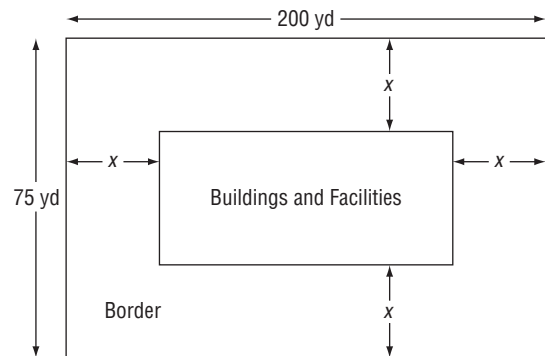 200 yd
x
x
x
75 yd
Buildings and Facilities
Border
x